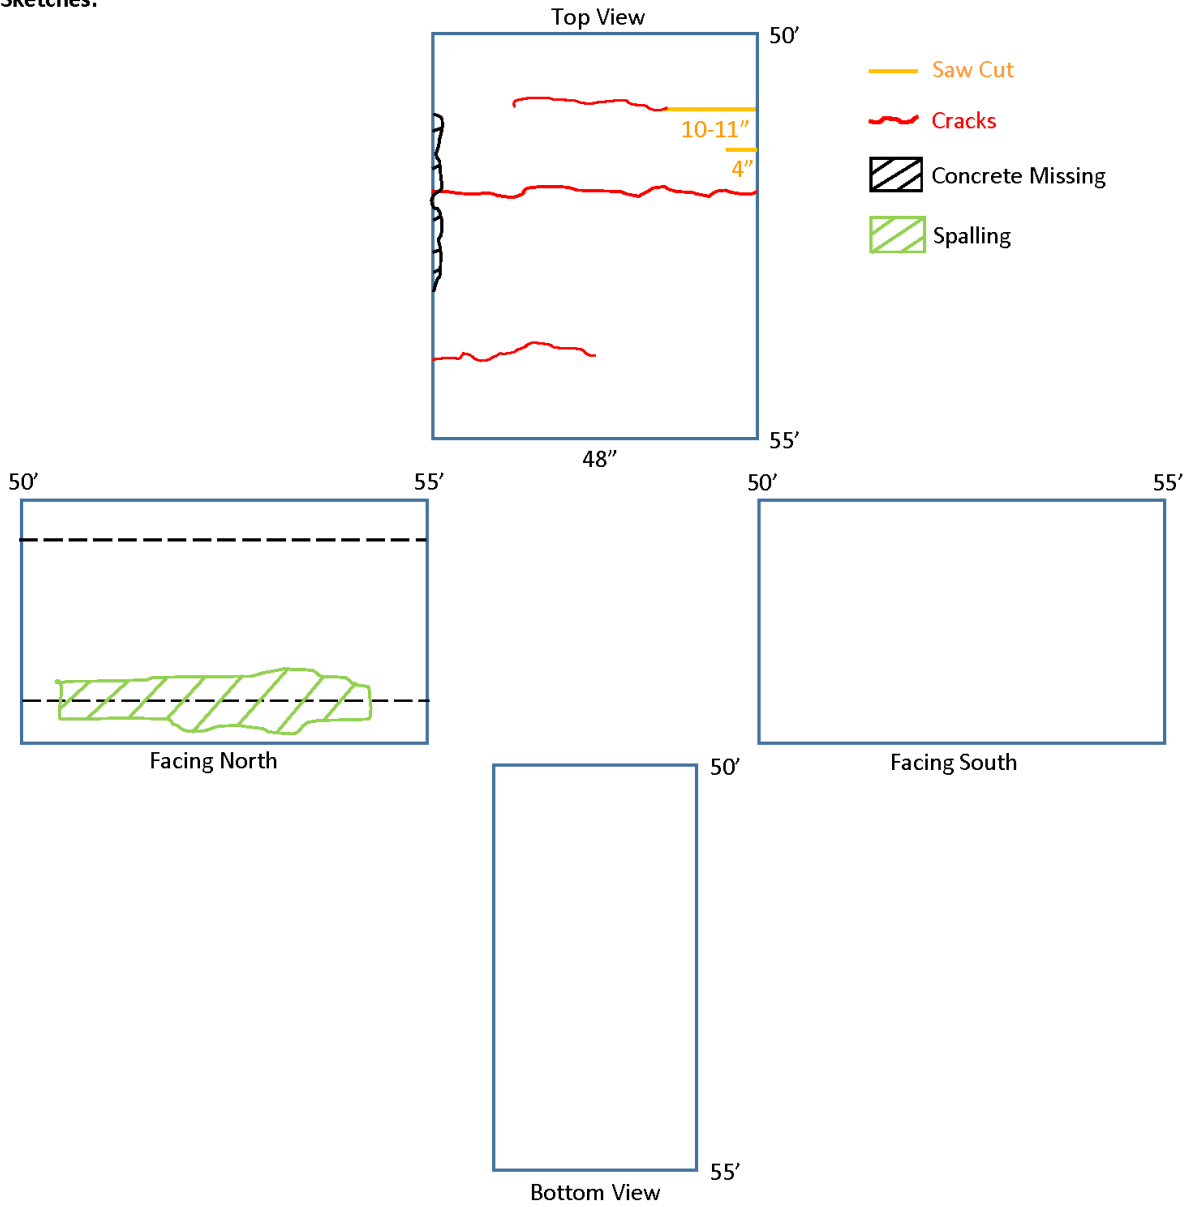 Sketches:
Top View
50’
Saw Cut
10-11”
Cracks
4”
Concrete Missing
Spalling
55’
48”
50’
55’
50’
55’
Facing North
Facing South
50’
55’
Bottom View